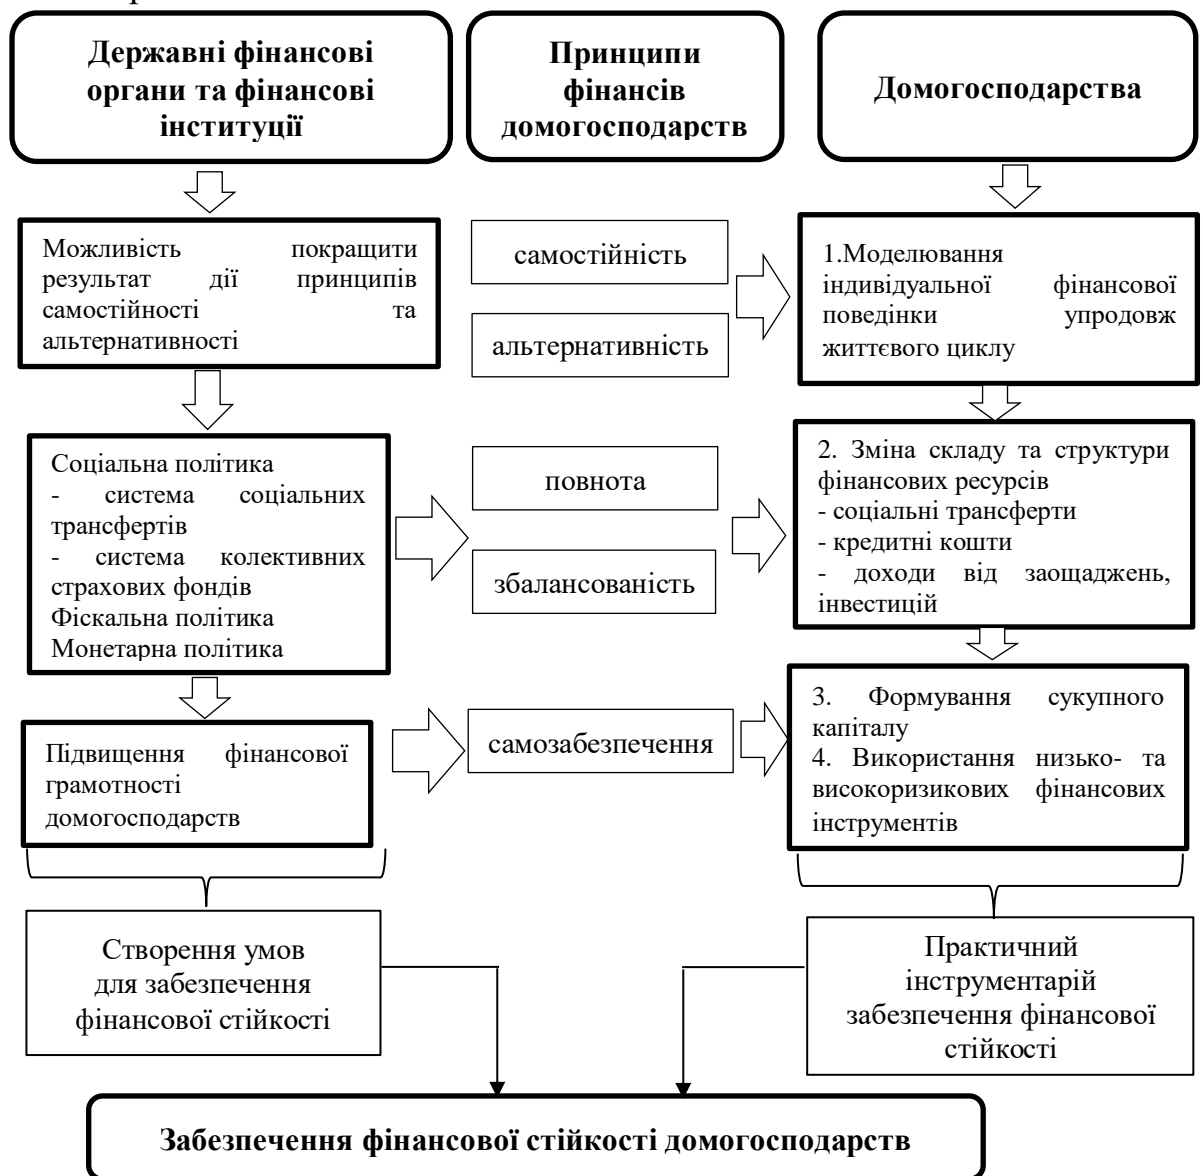 Державні фінансові
органи та фінансові
інституції
Принципи
фінансів
домогосподарств
Домогосподарства
Можливість покращити
результат дії принципів
самостійності та
альтернативності
самостійність
альтернативність
1.Моделювання
індивідуальної фінансової
поведінки упродовж
життєвого циклу
Соціальна політика
- система соціальних
трансфертів
- система колективних
страхових фондів
Фіскальна політика
Монетарна політика
повнота
збалансованість
2. Зміна складу та структури
фінансових ресурсів
- соціальні трансферти
- кредитні кошти
- доходи від заощаджень,
інвестицій
Підвищення фінансової
грамотності
домогосподарств
самозабезпечення
3. Формування сукупного
капіталу
4. Використання низько- та
високоризикових фінансових
інструментів
Створення умов
для забезпечення
фінансової стійкості
Практичний
інструментарій
забезпечення фінансової
стійкості
Забезпечення фінансової стійкості домогосподарств